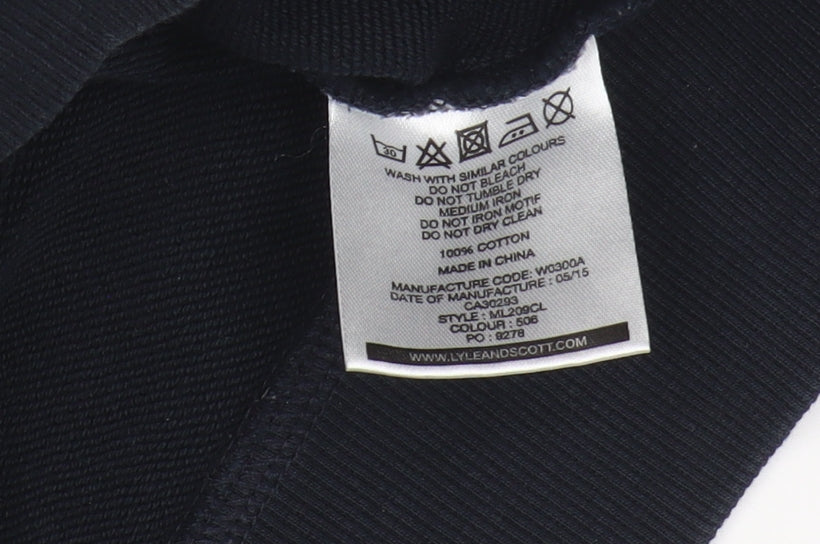 30
WASH WITH SIMILAR COLOURS
DO NOT BLEACH
DO NOT TUMBLE DRY
MEDIUM IRON
DO NOT IRON MOTIF
DO NOT DRY CLEAN
100% COTTON
MADE IN CHINA
MANUFACTURE CODE: W0300A
DATE OF MANUFACTURE : 05/15
CA30293
STYLE : ML209CL
COLOUR : 506
PO : 9278
WWW.LYLEANDSCOTT.COM